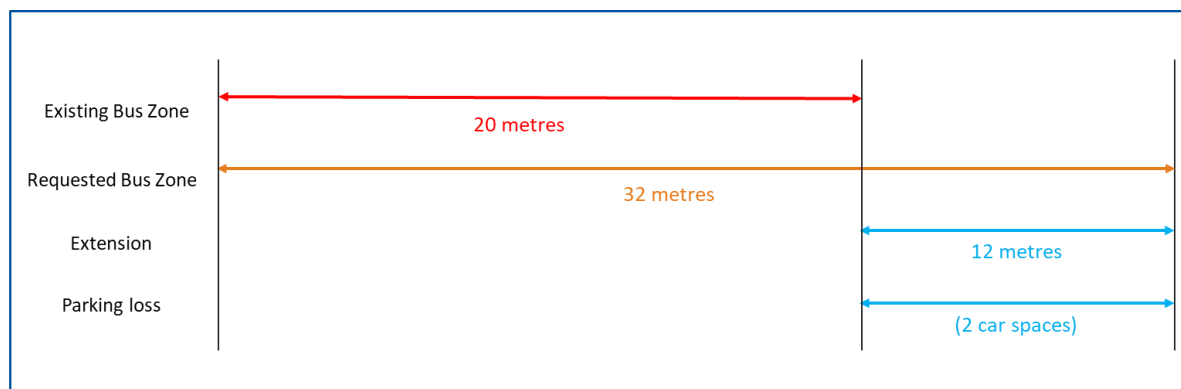 Existing Bus Zone
20 metres
Requested Bus Zone
32 metres
Extension
12 metres
Parking loss
(2 car spaces)